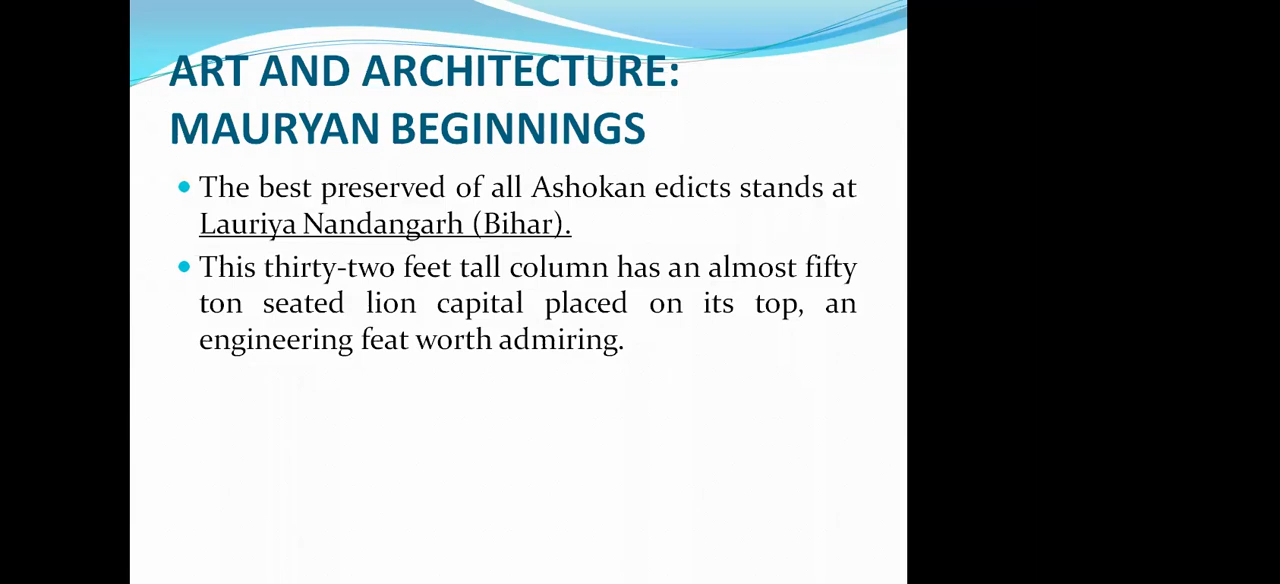 ART AND ARCHITECTURE:
MAURYAN BEGINNINGS
• The best preserved of all Ashokan edicts stands at
Lauriya Nandangarh (Bihar).
• This thirty-two feet tall column has an almost fifty
ton seated lion capital placed on its top, an
engineering feat worth admiring.